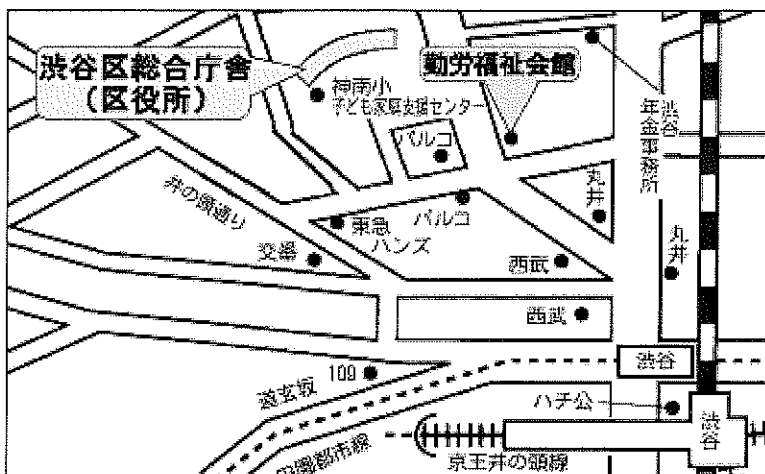 渋谷区総合庁舎
(区役所)
勤労福祉会館
神南小
子ども家庭支援センター
パルコ
渋谷
年金事務所
井の頭通り
東急
ハンズ
パルコ
丸井
交番
西武
丸井
西武
渋谷
109
道玄坂
ハチ公
渋谷
田園都市線
京王井の頭線